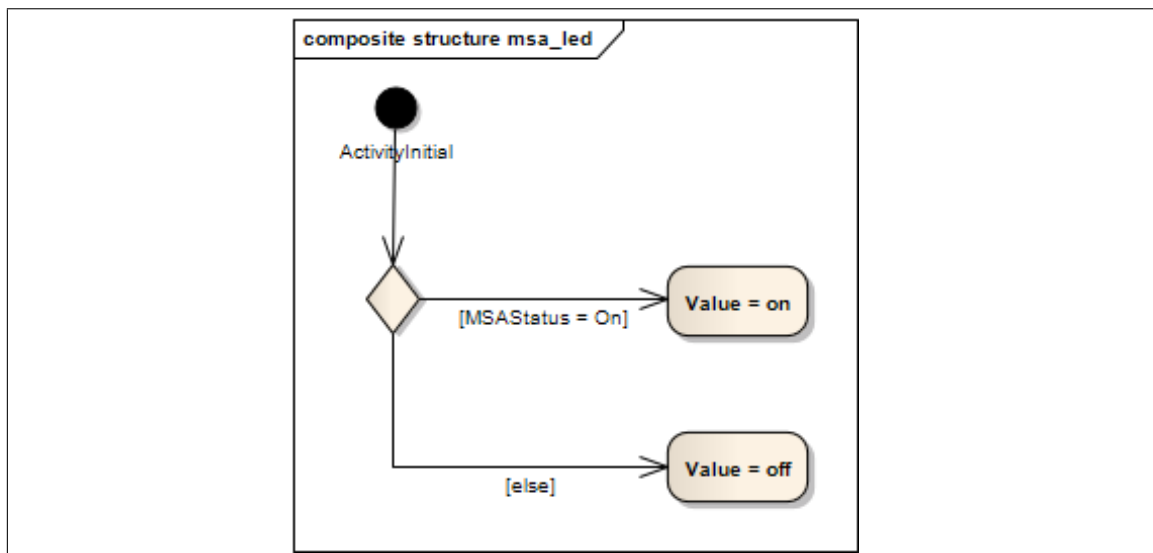 composite structure msa_led
ActivityInitial
Value = on
[MSAStatus = On]
Value = off
[else]